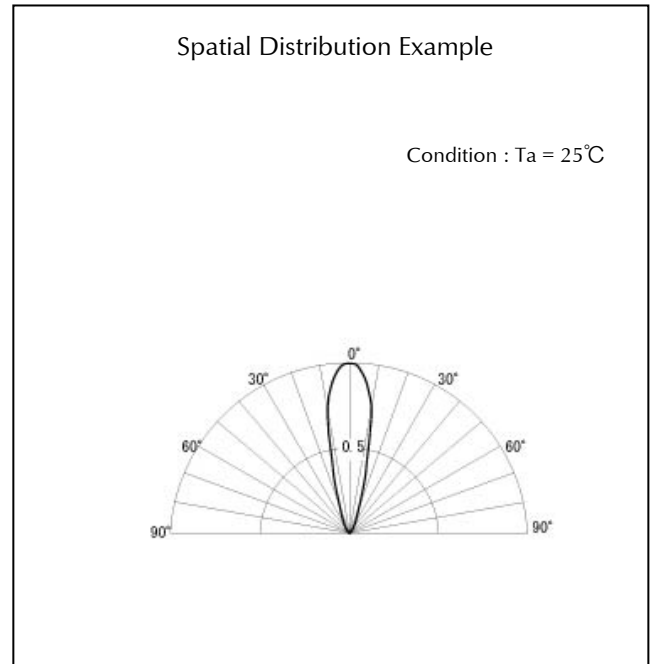 Spatial Distribution Example
Condition : Ta = 25℃
0°
30° 30°
60° 0. 5 60°
90° 90°